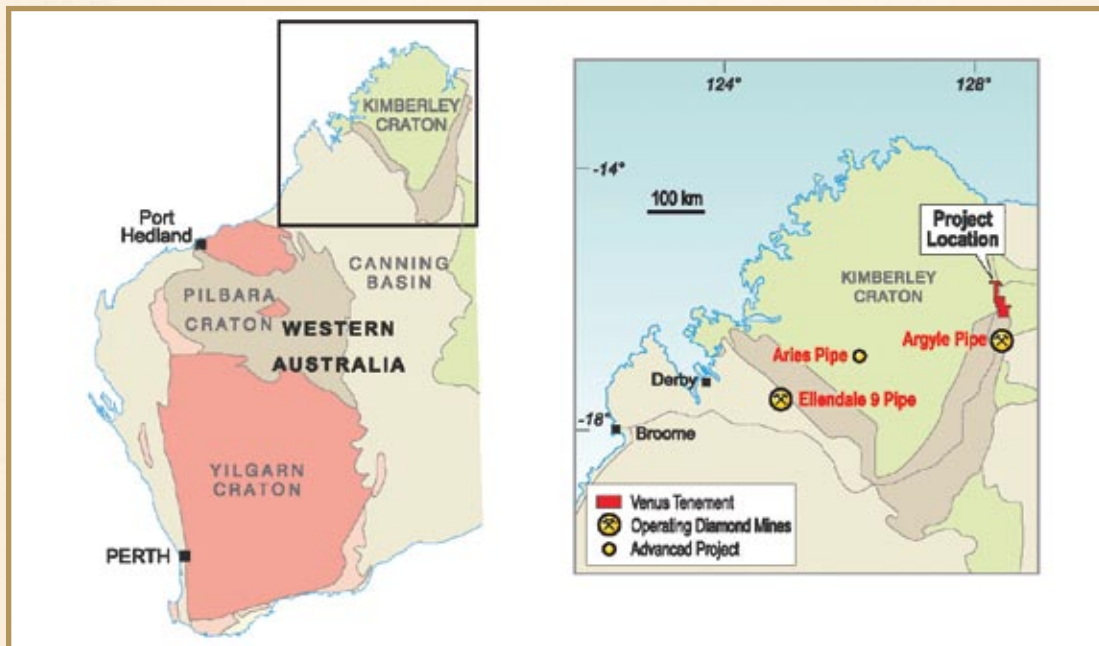 KIMBERLEY
CRATON
Port
Hedland
CANNING
BASIN
PILBARA
CRATON
WESTERN
AUSTRALIA
YILGARN
CRATON
PERTH
124°
128°
-14°
100 km
Project
Location
KIMBERLEY
CRATON
Argyle Pipe
Aries Pipe
Derby
Ellendale 9 Pipe
-18°
Broome
Venus Tenement
Operating Diamond Mines
Advanced Project